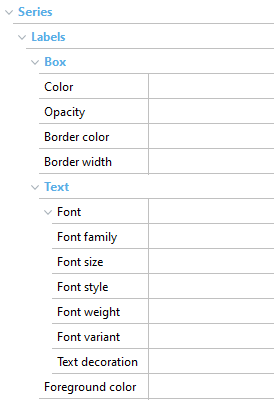 Series
Labels
Box
Color
Opacity
Border color
Border width
Text
Font
Font family
Font size
Font style
Font weight
Font variant
Text decoration
Foreground color